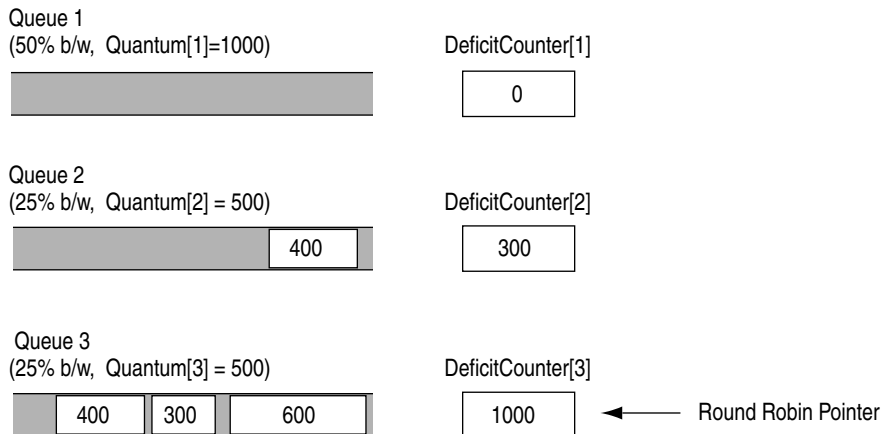 Queue 1
(50% b/w, Quantum[1]=1000) DeficitCounter[1]
0
Queue 2
(25% b/w, Quantum[2] = 500) DeficitCounter[2]
400 300
Queue 3
(25% b/w, Quantum[3] = 500) DeficitCounter[3]
400 300 600 1000 Round Robin Pointer